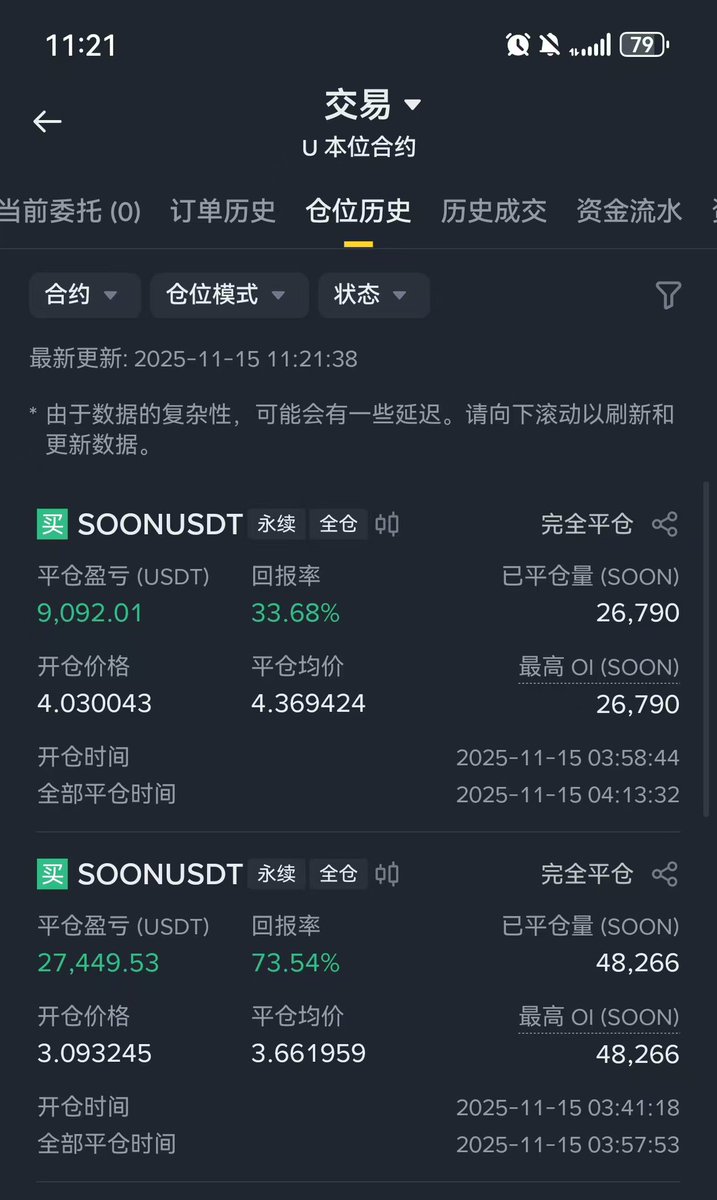 11:21
79
交易
U 本位合约
当前委托 (0) 订单历史 仓位历史 历史成交 资金流水
合约 仓位模式 状态
最新更新: 2025-11-15 11:21:38
* 由于数据的复杂性，可能会有一些延迟。请向下滚动以刷新和
更新数据。
买 SOONUSDT 永续 全仓 完全平仓
平仓盈亏 (USDT) 回报率 已平仓量 (SOON)
9,092.01 33.68% 26,790
开仓价格 平仓均价 最高 OI (SOON)
4.030043 4.369424 26,790
开仓时间 2025-11-15 03:58:44
全部平仓时间 2025-11-15 04:13:32
买 SOONUSDT 永续 全仓 完全平仓
平仓盈亏 (USDT) 回报率 已平仓量 (SOON)
27,449.53 73.54% 48,266
开仓价格 平仓均价 最高 OI (SOON)
3.093245 3.661959 48,266
开仓时间 2025-11-15 03:41:18
全部平仓时间 2025-11-15 03:57:53